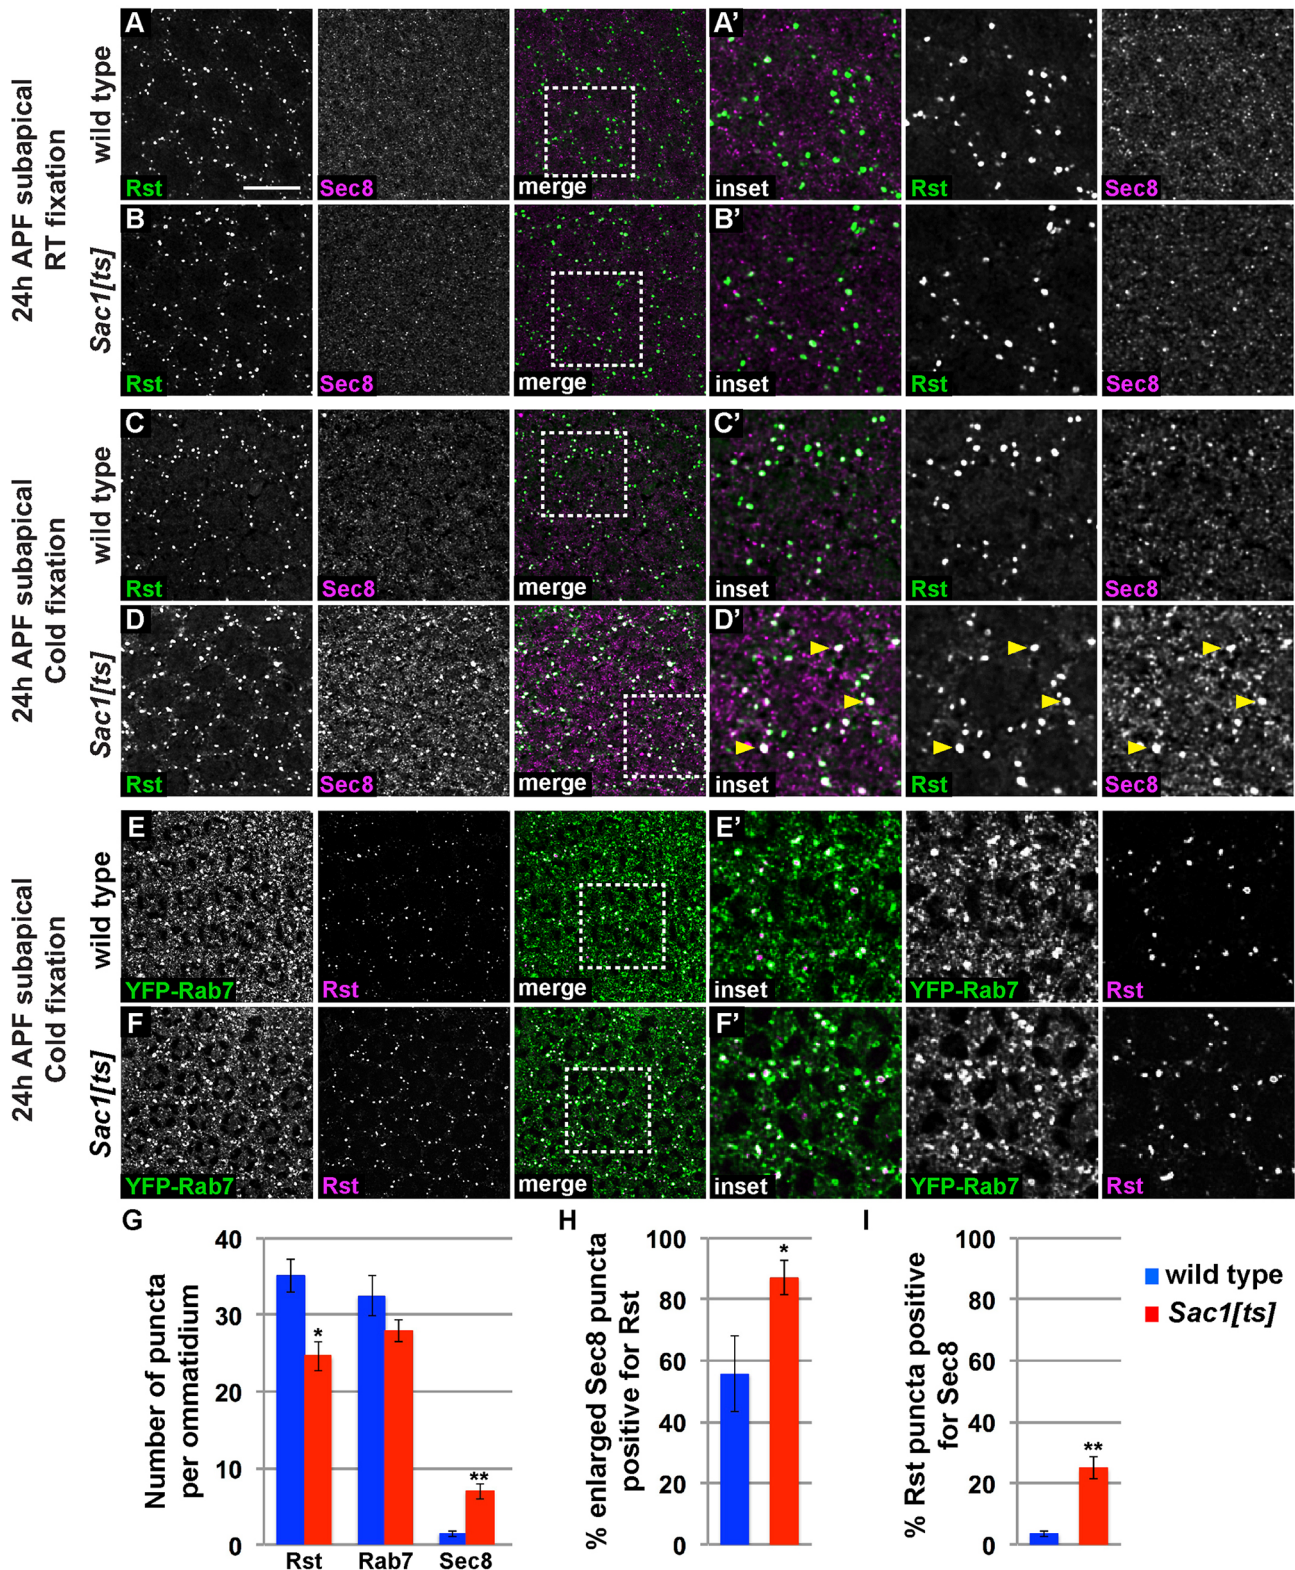 24h APF subapical
RT fixation
wild type
A
Rst
Sec8
merge
A’
inset
Rst
Sec8
Sac1[ts]
B
Rst
Sec8
merge
B’
inset
Rst
Sec8
24h APF subapical
Cold fixation
wild type
C
Rst
Sec8
merge
C’
inset
Rst
Sec8
Sac1[ts]
D
Rst
Sec8
merge
D’
inset
Rst
Sec8
24h APF subapical
Cold fixation
wild type
E
YFP-Rab7
Rst
merge
E’
inset
YFP-Rab7
Rst
Sac1[ts]
F
YFP-Rab7
Rst
merge
F’
inset
YFP-Rab7
Rst
G
Number of puncta
per ommatidium
40
30
20
10
0
*
**
Rst
Rab7
Sec8
H
% enlarged Sec8 puncta
positive for Rst
100
80
60
40
20
0
*
I
% Rst puncta positive
for Sec8
100
80
60
40
20
0
**
wild type
Sac1[ts]